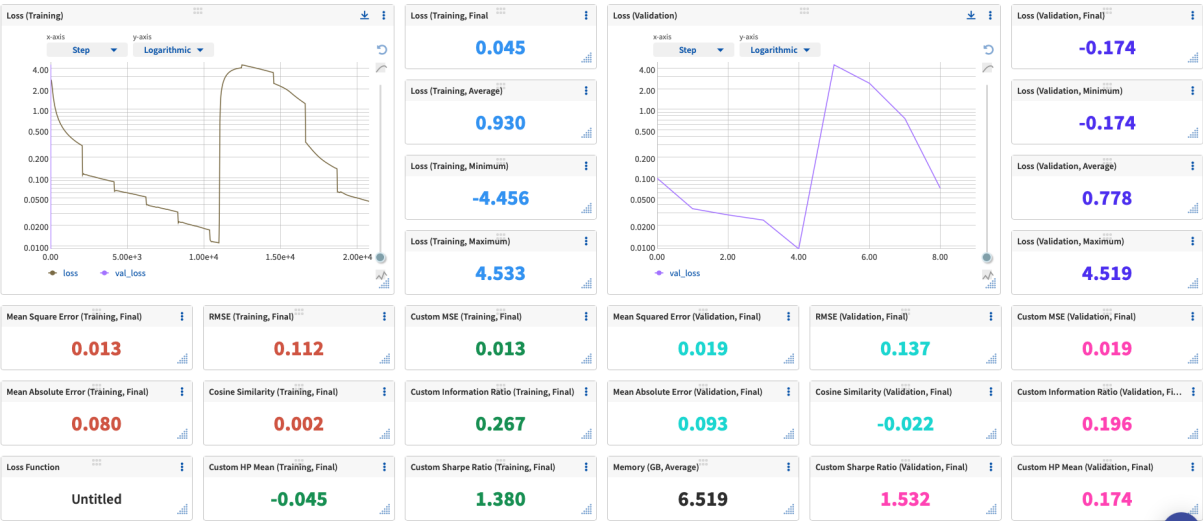 Loss (Training)
x-axis
y-axis
Step
Logarithmic
4.00
2.00
1.00
0.500
0.200
0.100
0.0500
0.0200
0.0100
0.00
5.00e+3
1.00e+4
1.50e+4
2.00e+4
loss
val_loss
Loss (Training, Final
0.045
Loss (Training, Average)
0.930
Loss (Training, Minimum)
-4.456
Loss (Training, Maximum)
4.533
Loss (Validation)
x-axis
y-axis
Step
Logarithmic
4.00
2.00
1.00
0.500
0.200
0.100
0.0500
0.0200
0.0100
0.00
2.00
4.00
6.00
8.00
val_loss
Loss (Validation, Final)
-0.174
Loss (Validation, Minimum)
-0.174
Loss (Validation, Average)
0.778
Loss (Validation, Maximum)
4.519
Mean Square Error (Training, Final)
0.013
RMSE (Training, Final)
0.112
Custom MSE (Training, Final)
0.013
Mean Squared Error (Validation, Final)
0.019
RMSE (Validation, Final)
0.137
Custom MSE (Validation, Final)
0.019
Mean Absolute Error (Training, Final)
0.080
Cosine Similarity (Training, Final)
0.002
Custom Information Ratio (Training, Final)
0.267
Mean Absolute Error (Validation, Final)
0.093
Cosine Similarity (Validation, Final)
-0.022
Custom Information Ratio (Validation, Fi...
0.196
Loss Function
Untitled
Custom HP Mean (Training, Final)
-0.045
Custom Sharpe Ratio (Training, Final)
1.380
Memory (GB, Average)
6.519
Custom Sharpe Ratio (Validation, Final)
1.532
Custom HP Mean (Validation, Final)
0.174